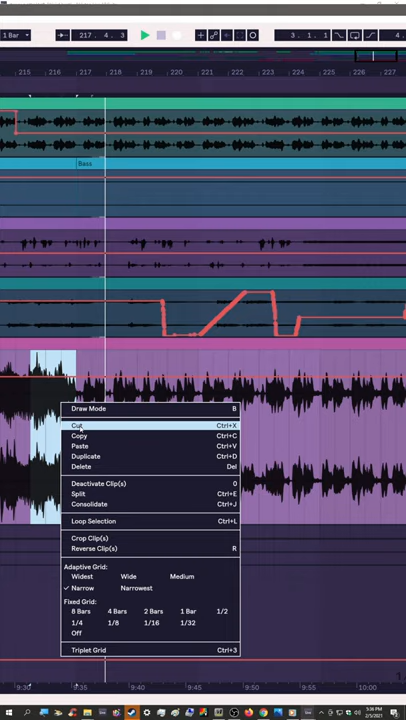 1 Bar 217. 4. 3 3. 1. 1 4.
215 216 217 218 219 220 221 222 223 224 225 226 227
Bass
Draw Mode B
Cut Ctrl+X
Copy Ctrl+C
Paste Ctrl+V
Duplicate Ctrl+D
Delete Del
Deactivate Clip(s) 0
Split Ctrl+E
Consolidate Ctrl+J
Loop Selection Ctrl+L
Crop Clip(s)
Reverse Clip(s) R
Adaptive Grid:
Widest Wide Medium
Narrow Narrowest
Fixed Grid:
8 Bars 4 Bars 2 Bars 1 Bar 1/2
1/4 1/8 1/16 1/32
Off
Triplet Grid Ctrl+3
1
9:30 9:35 9:40 9:45 9:50 9:55 10:00
5:36 PM
2/5/2021